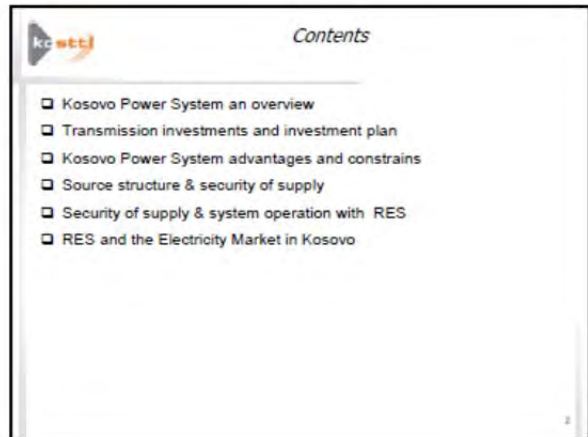 kosttl
Contents
Kosovo Power System an overview
Transmission investments and investment plan
Kosovo Power System advantages and constrains
Source structure & security of supply
Security of supply & system operation with RES
RES and the Electricity Market in Kosovo
2